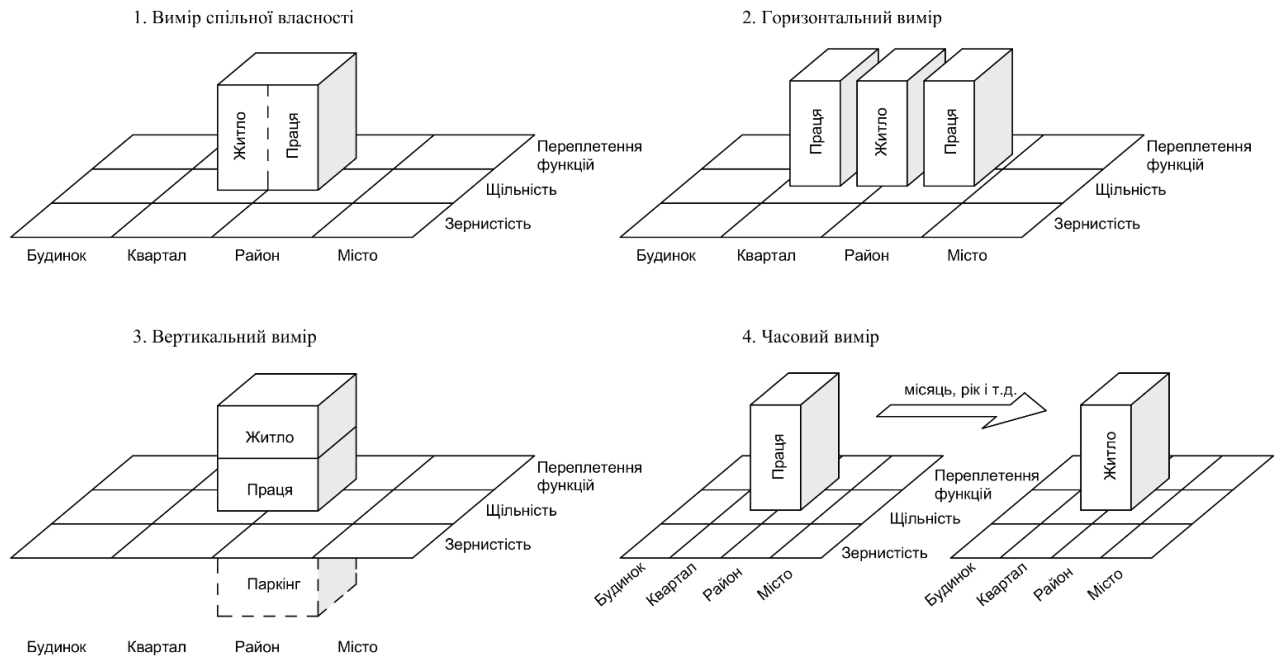 1. Вимір спільної власності
Житло
Праця
Переплетення
функцій
Щільність
Зернистість
Будинок Квартал Район Місто
2. Горизонтальний вимір
Праця
Житло
Праця
Переплетення
функцій
Щільність
Зернистість
Будинок Квартал Район Місто
3. Вертикальний вимір
Житло
Праця
Переплетення
функцій
Щільність
Зернистість
Паркінг
Будинок Квартал Район Місто
4. Часовий вимір
місяць, рік і т.д.
Праця
Житло
Переплетення
функцій
Щільність
Зернистість
Будинок Квартал Район Місто
Будинок Квартал Район Місто